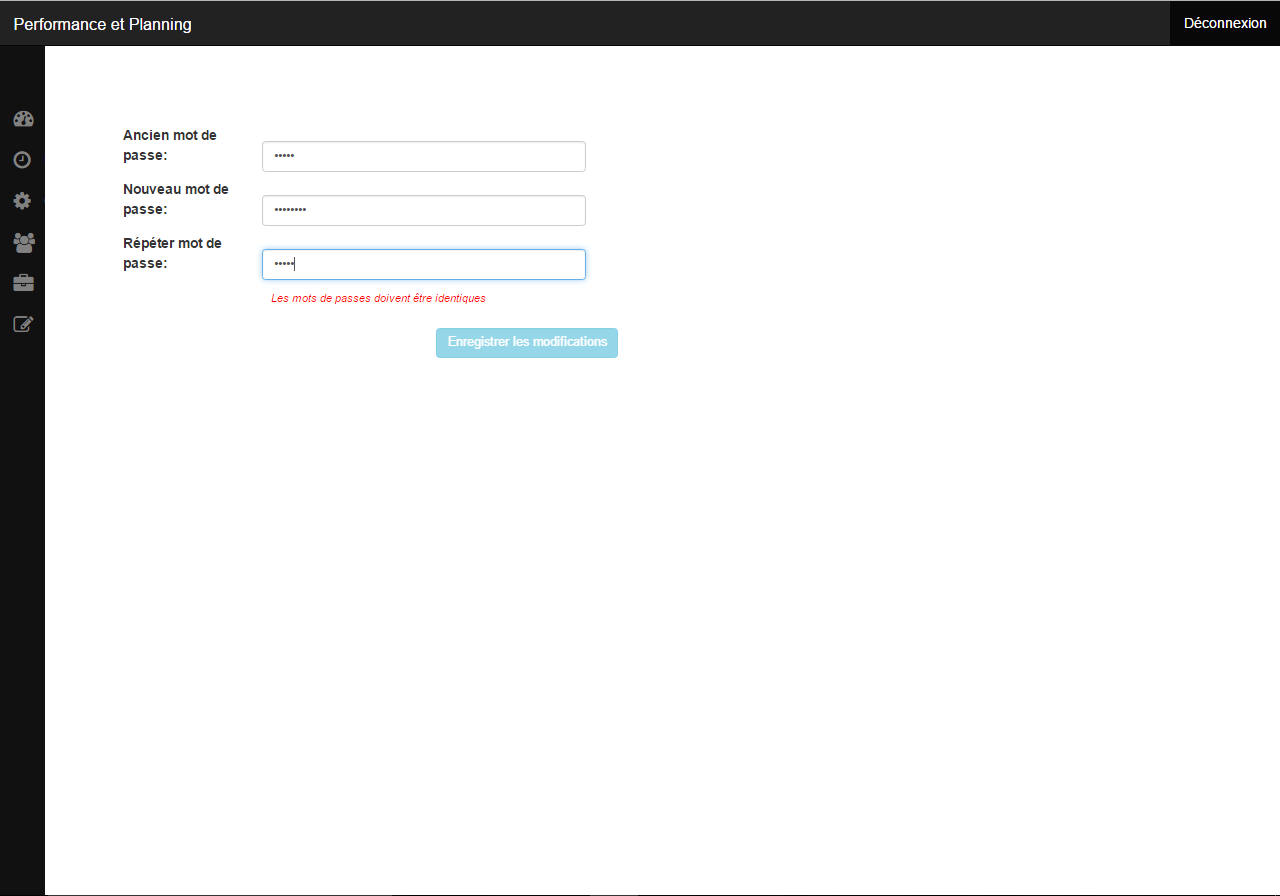 Performance et Planning
Déconnexion
Ancien mot de
passe:
•••••
Nouveau mot de
passe:
••••••••
Répéter mot de
passe:
•••••
Les mots de passes doivent être identiques
Enregistrer les modifications